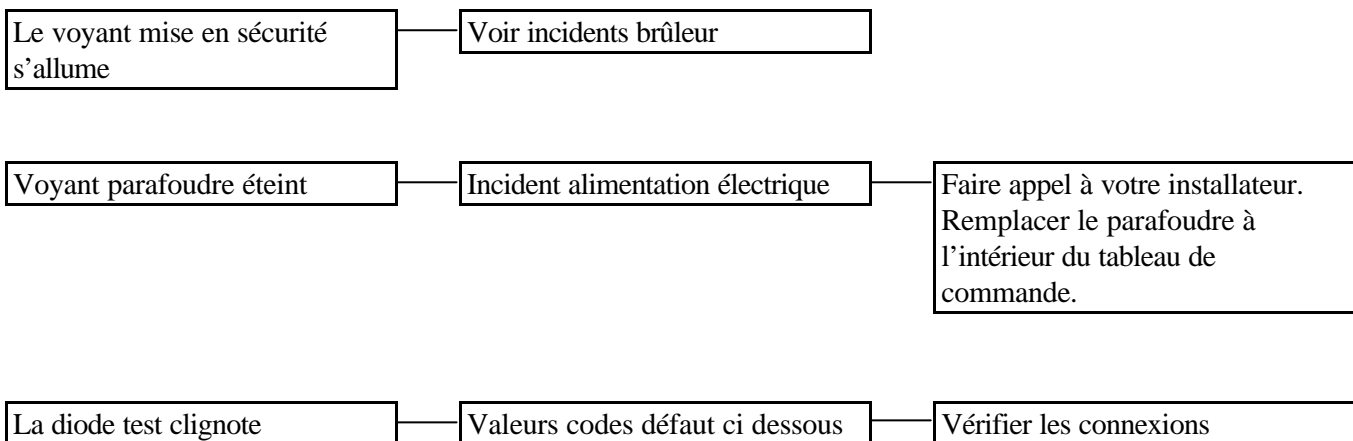 Le voyant mise en sécurité
s’allume
Voir incidents brûleur
Voyant parafoudre éteint
Incident alimentation électrique
Faire appel à votre installateur.
Remplacer le parafoudre à
l’intérieur du tableau de
commande.
La diode test clignote
Valeurs codes défaut ci dessous
Vérifier les connexions